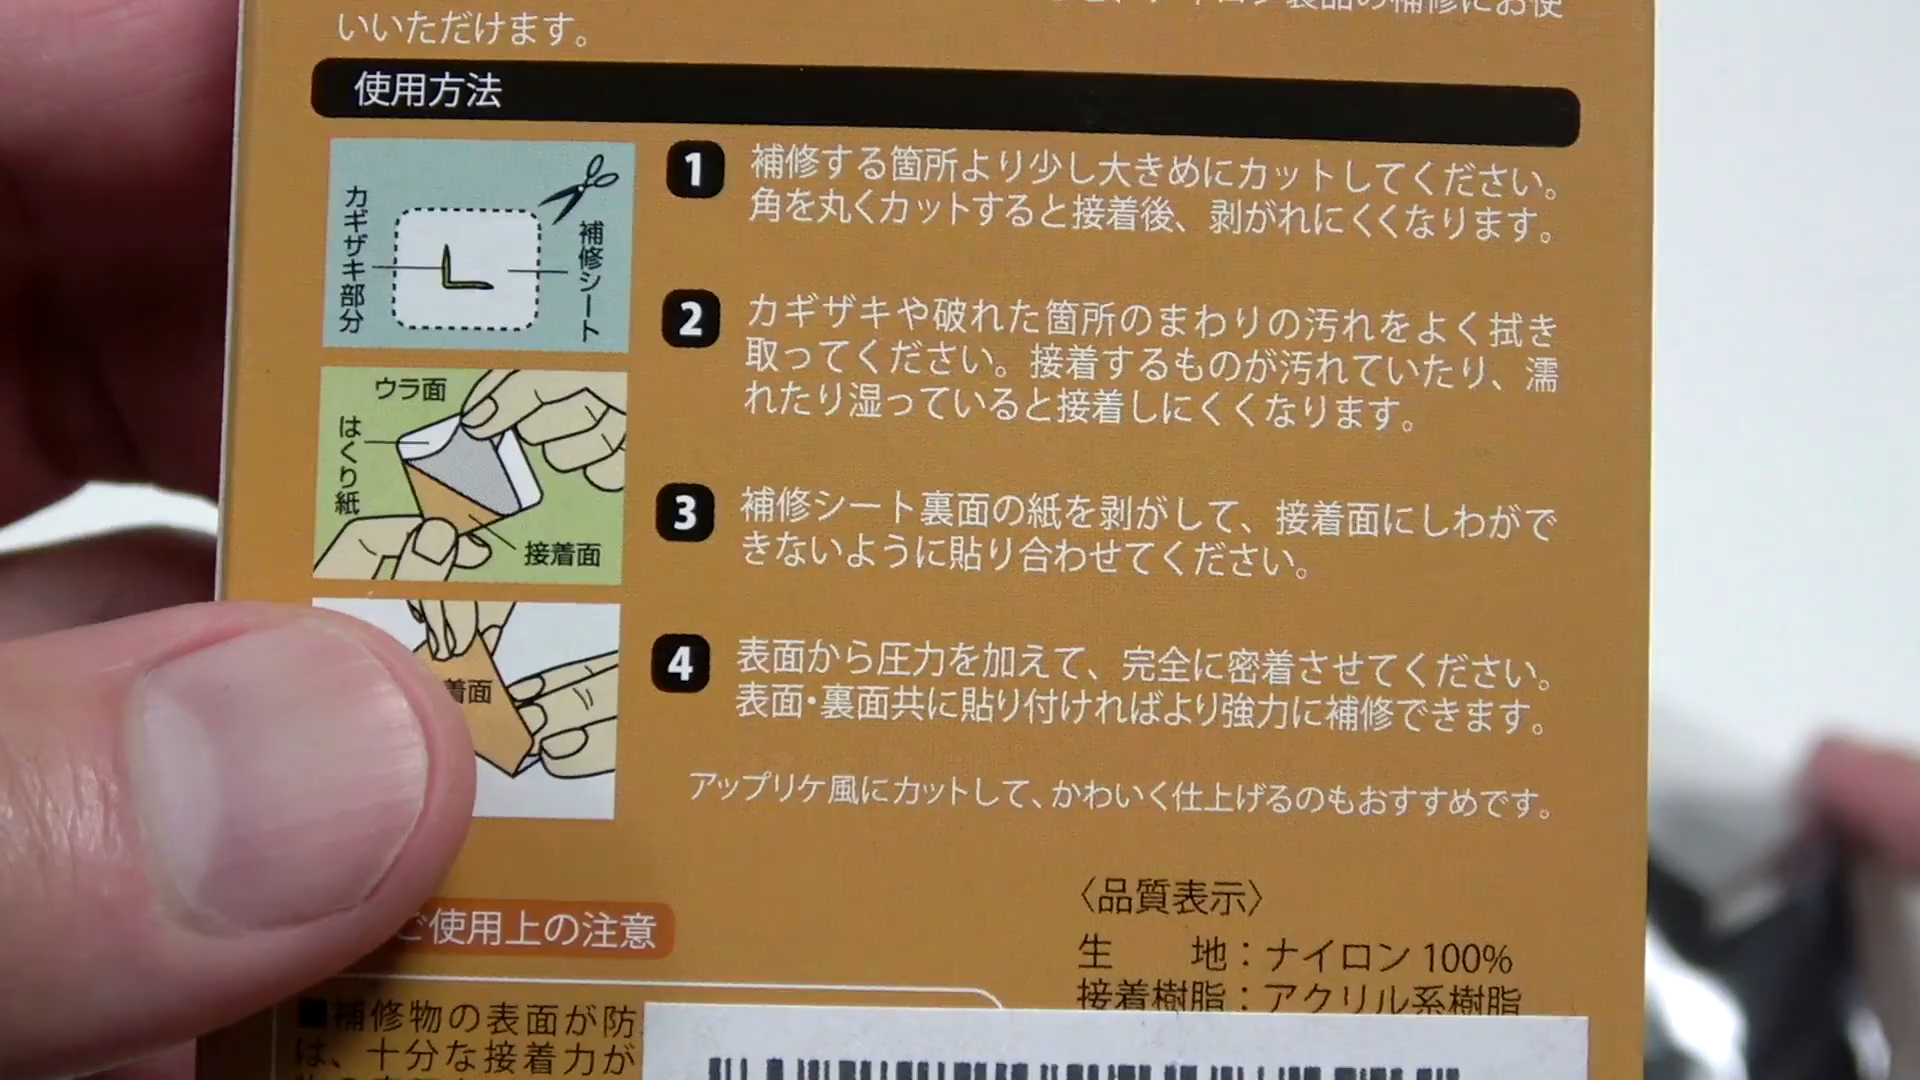 ナイロン製品の補修にお使
いいただけます。
使用方法
カギザキ部分
補修シート
1 補修する箇所より少し大きめにカットしてください。
角を丸くカットすると接着後、剥がれにくくなります。
2 カギザキや破れた箇所のまわりの汚れをよく拭き
取ってください。接着するものが汚れていたり、濡
れたり湿っていると接着しにくくなります。
ウラ面
はくり紙
接着面
3 補修シート裏面の紙を剥がして、接着面にしわがで
きないように貼り合わせてください。
着面
4 表面から圧力を加えて、完全に密着させてください。
表面・裏面共に貼り付ければより強力に補修できます。
アップリケ風にカットして、かわいく仕上げるのもおすすめです。
〈品質表示〉
生　　地：ナイロン 100%
接着樹脂：アクリル系樹脂
ご使用上の注意
■補修物の表面が防
は、十分な接着力が